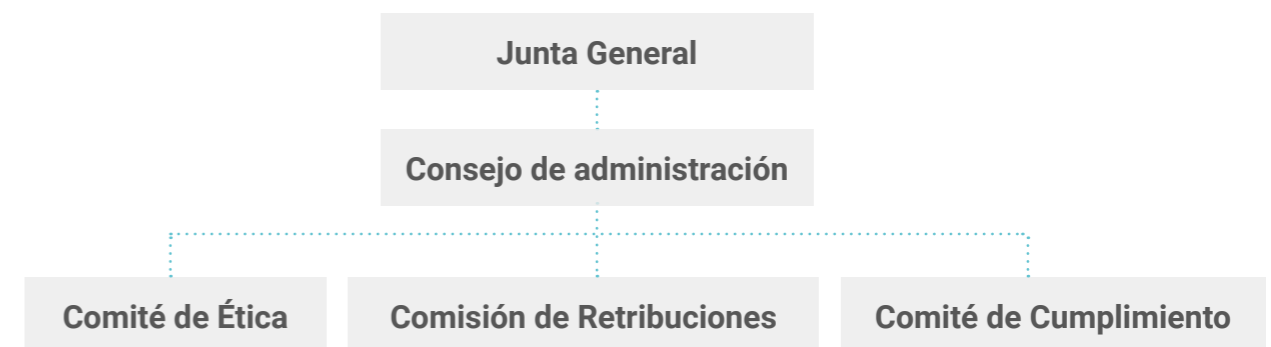 Junta General
Consejo de administración
Comité de Ética
Comisión de Retribuciones
Comité de Cumplimiento